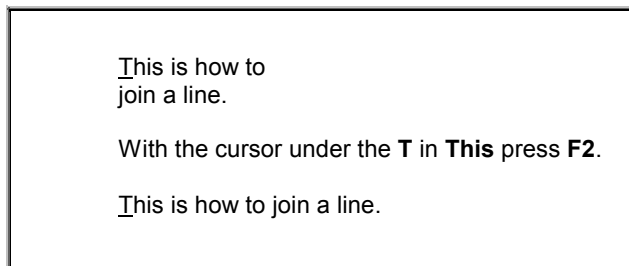 This is how to
join a line.
With the cursor under the T in This press F2.
This is how to join a line.